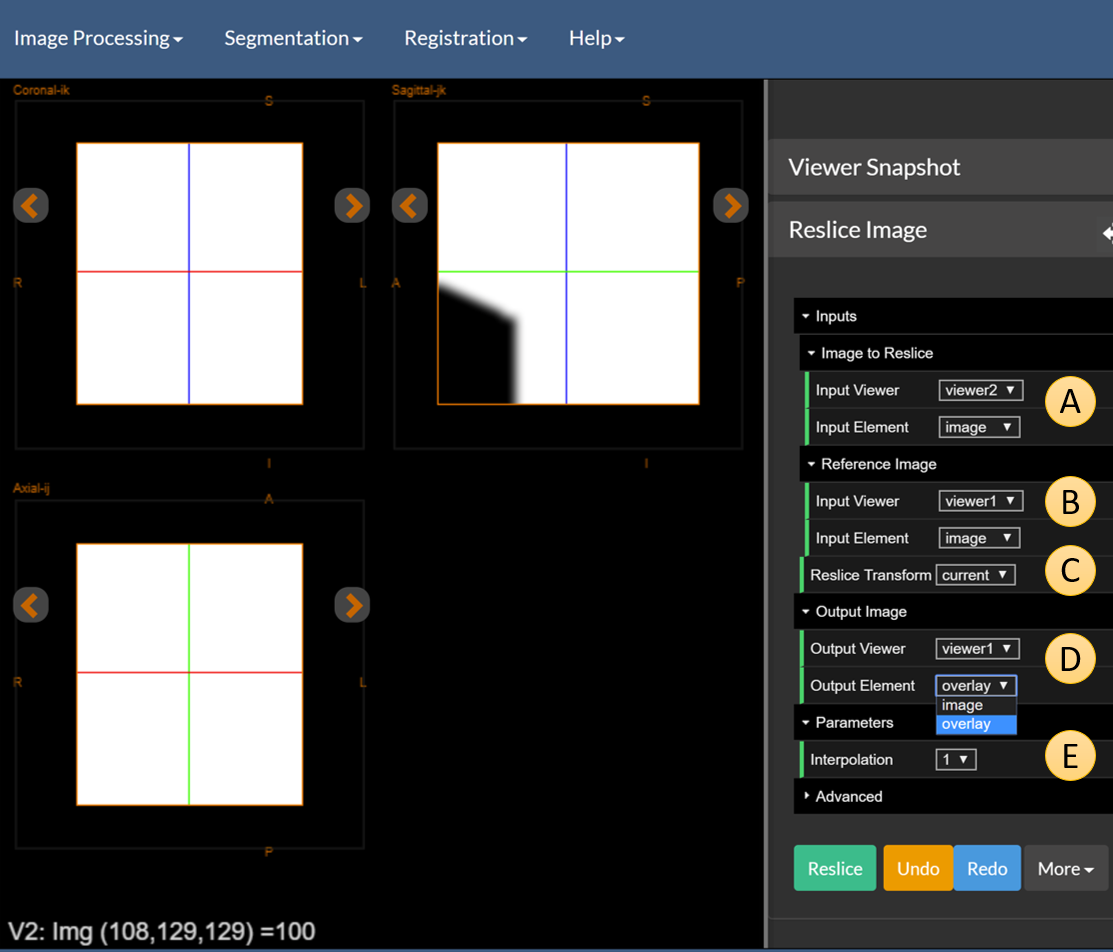 Image Processing Segmentation Registration Help
Coronal-ik
S
R
L
I
Sagittal-jk
S
A
P
I
Axial-ij
A
R
L
P
V2: Img (108,129,129) =100
Viewer Snapshot
Reslice Image
Inputs
Image to Reslice
Input Viewer viewer2
A
Input Element image
Reference Image
Input Viewer viewer1
B
Input Element image
Reslice Transform current
C
Output Image
Output Viewer viewer1
D
Output Element overlay
image
overlay
Parameters
Interpolation 1
E
Advanced
Reslice Undo Redo More